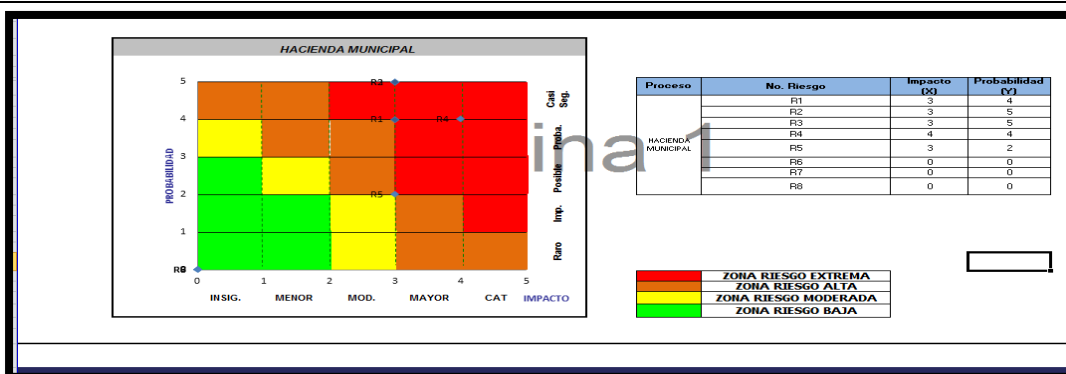 HACIENDA MUNICIPAL
5
4
3
2
1
0
PROBABILIDAD
R1
R4
R5
Casi Seg.
Proba.
Posible
Imp.
Raro
0 1 2 3 4 5
INSIG. MENOR MOD. MAYOR CAT IMPACTO
ina 1
Proceso No. Riesgo Impacto (X) Probabilidad (Y)
HACIENDA MUNICIPAL
R1 3 4
R2 3 5
R3 3 5
R4 4 4
R5 3 2
R6 0 0
R7 0 0
R8 0 0
ZONA RIESGO EXTREMA
ZONA RIESGO ALTA
ZONA RIESGO MODERADA
ZONA RIESGO BAJA